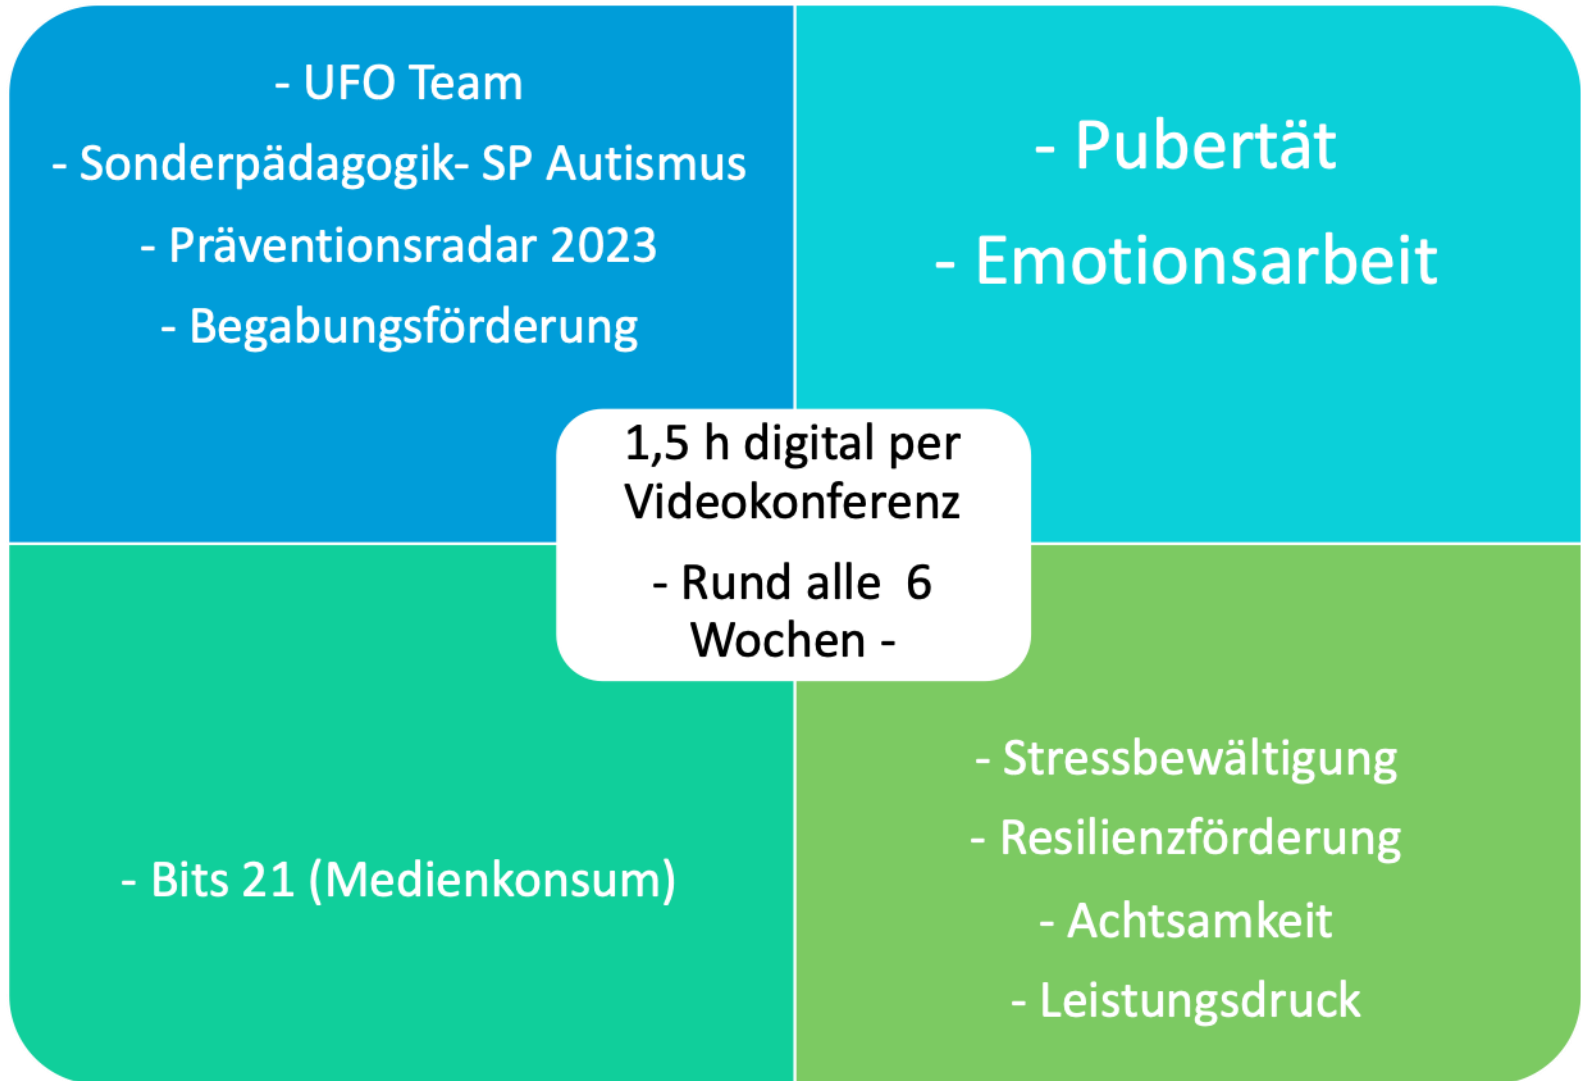 - UFO Team
- Sonderpädagogik- SP Autismus
- Präventionsradar 2023
- Begabungsförderung
- Pubertät
- Emotionsarbeit
1,5 h digital per
Videokonferenz
- Rund alle  6
Wochen -
- Bits 21 (Medienkonsum)
- Stressbewältigung
- Resilienzförderung
- Achtsamkeit
- Leistungsdruck